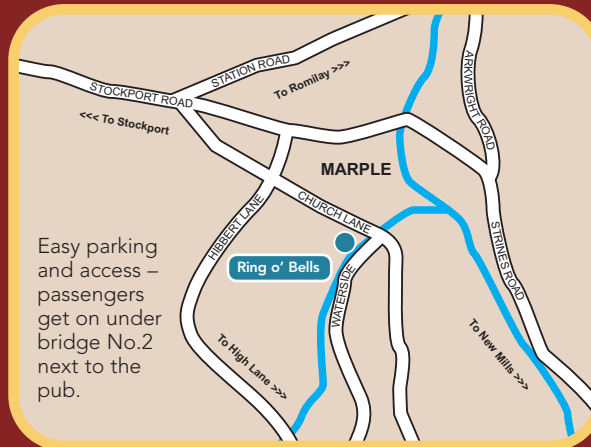 STATION ROAD
To Romilay >>>
STOCKPORT ROAD
<<< To Stockport
ARKWRIGHT ROAD
MARPLE
HIBBERT LANE
CHURCH LANE
Ring o' Bells
WATERSIDE
STRINES ROAD
To High Lane >>>
To New Mills >>>
Easy parking
and access –
passengers
get on under
bridge No.2
next to the
pub.